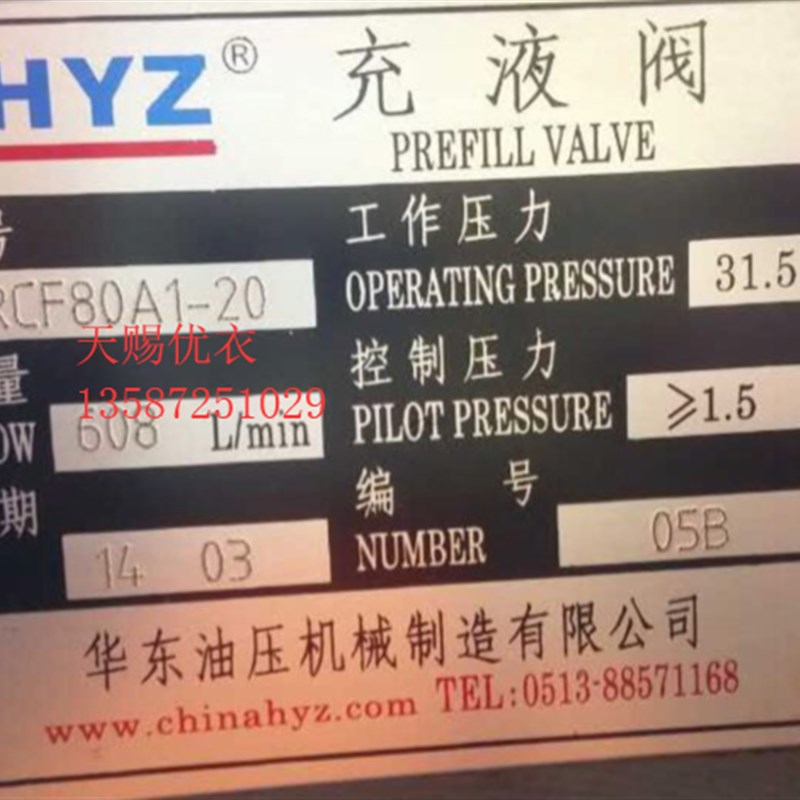 HYZ®
充液阀
PREFILL VALVE
号
RCF80A1-20
工作压力
OPERATING PRESSURE 31.5
天赐优衣
13587251029
量
OW 608 L/min
控制压力
PILOT PRESSURE ≥1.5
期
14 03
编号
NUMBER 05B
华东油压机械制造有限公司
www.chinahyz.com TEL:0513-88571168